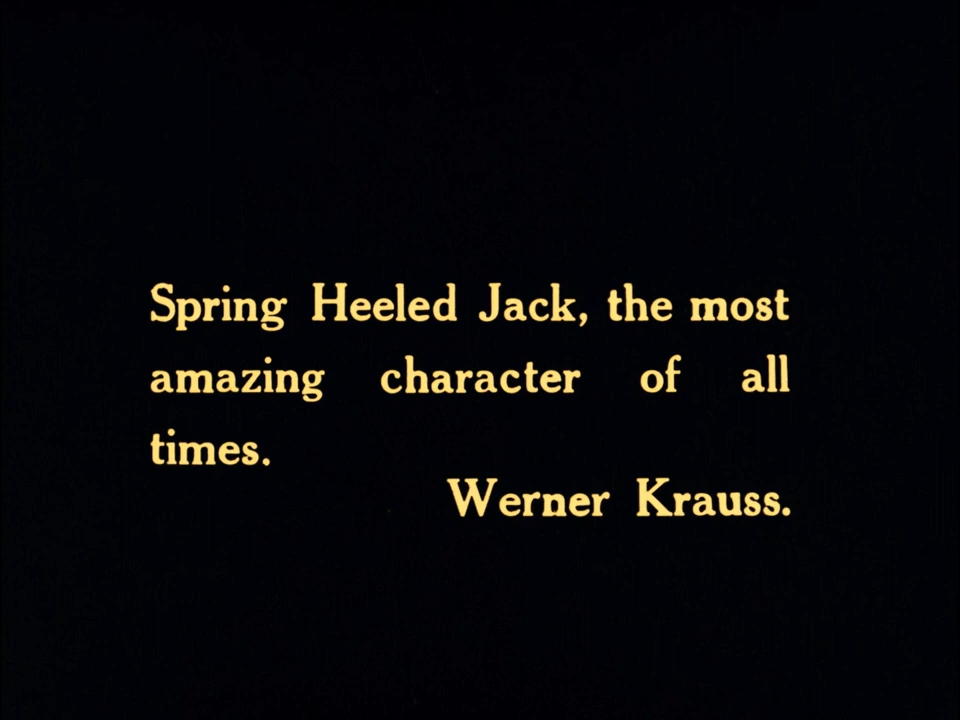 Spring Heeled Jack, the most
amazing character of all
times.
Werner Krauss.